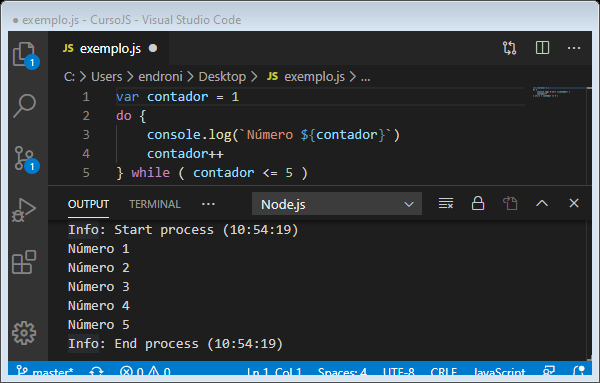 ● exemplo.js - CursoJS - Visual Studio Code
JS exemplo.js ●
C: > Users > endroni > Desktop > JS exemplo.js > ...
1 var contador = 1
2 do {
3 console.log(`Número ${contador}`)
4 contador++
5 } while ( contador <= 5 )
1
1
OUTPUT TERMINAL ... Node.js
Info: Start process (10:54:19)
Número 1
Número 2
Número 3
Número 4
Número 5
Info: End process (10:54:19)
master* 0 0 Ln 1, Col 1 Spaces: 4 UTF-8 CRLF JavaScript